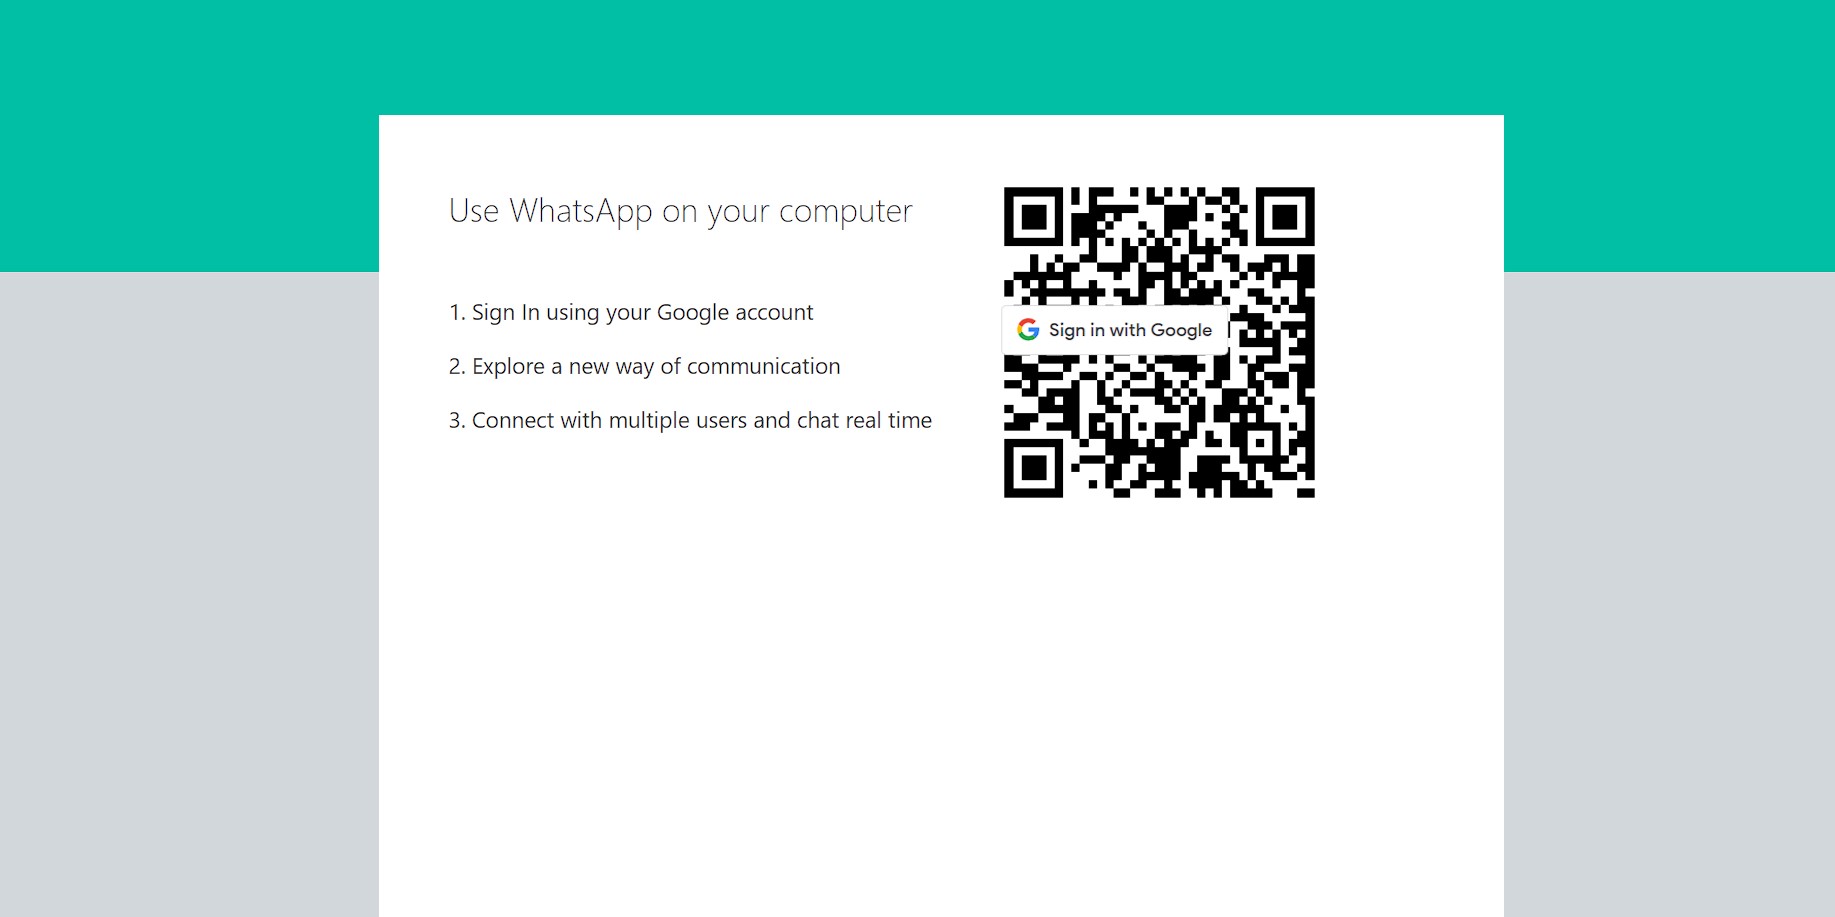 Use WhatsApp on your computer
1. Sign In using your Google account
2. Explore a new way of communication
3. Connect with multiple users and chat real time
Sign in with Google